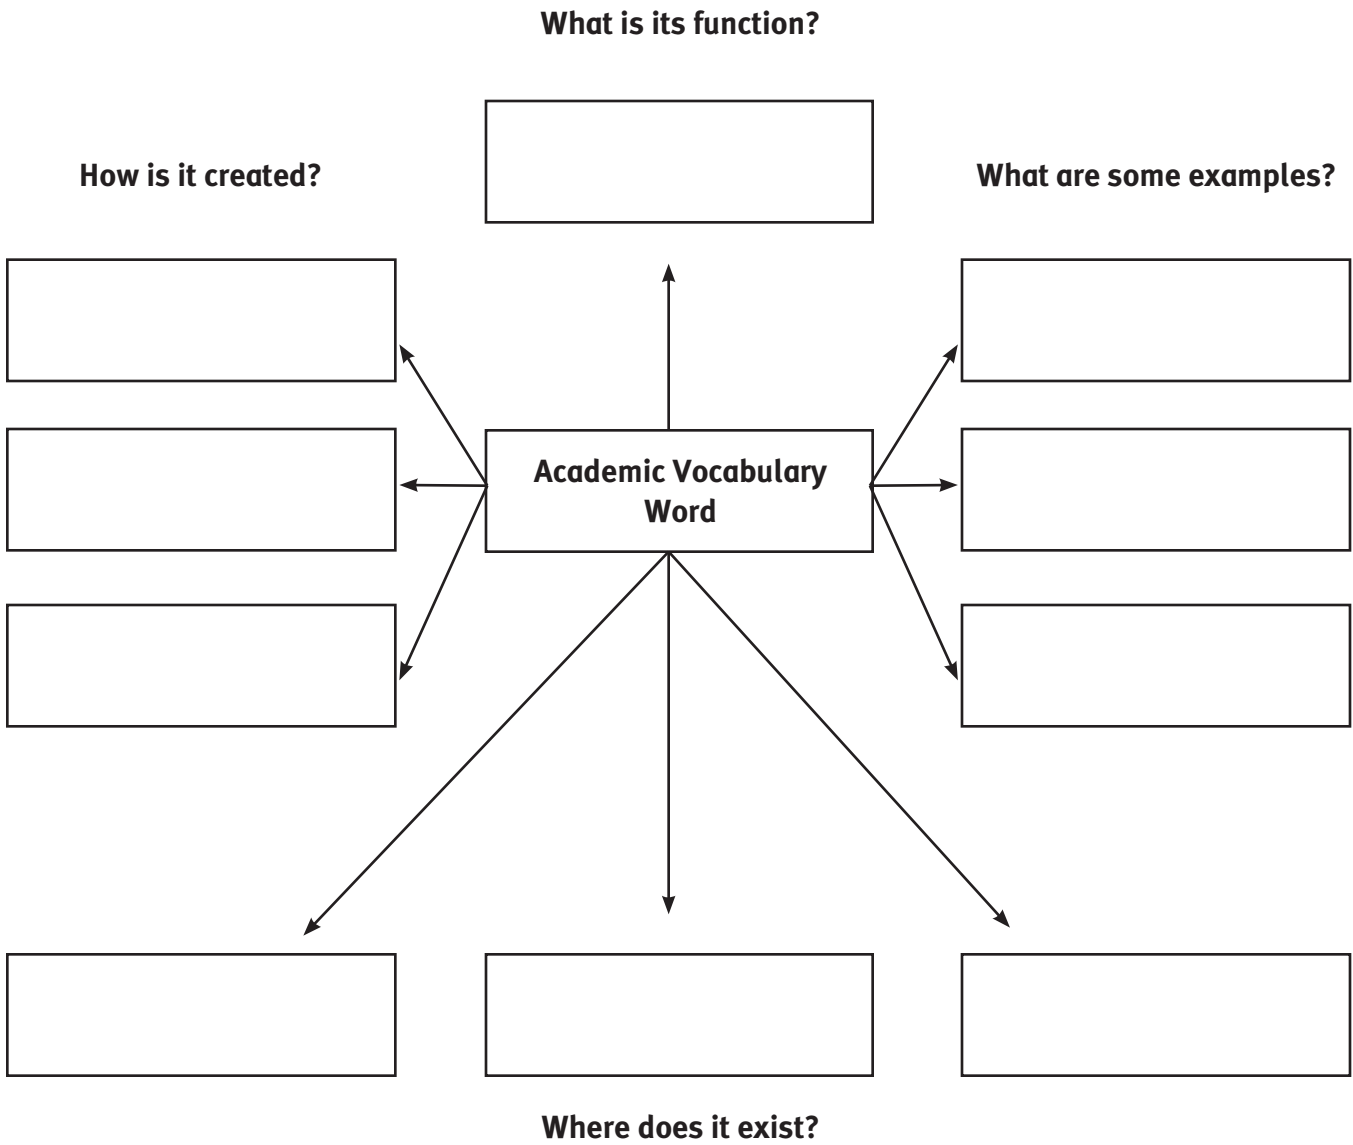 What is its function?
How is it created?
What are some examples?
Academic Vocabulary
Word
Where does it exist?